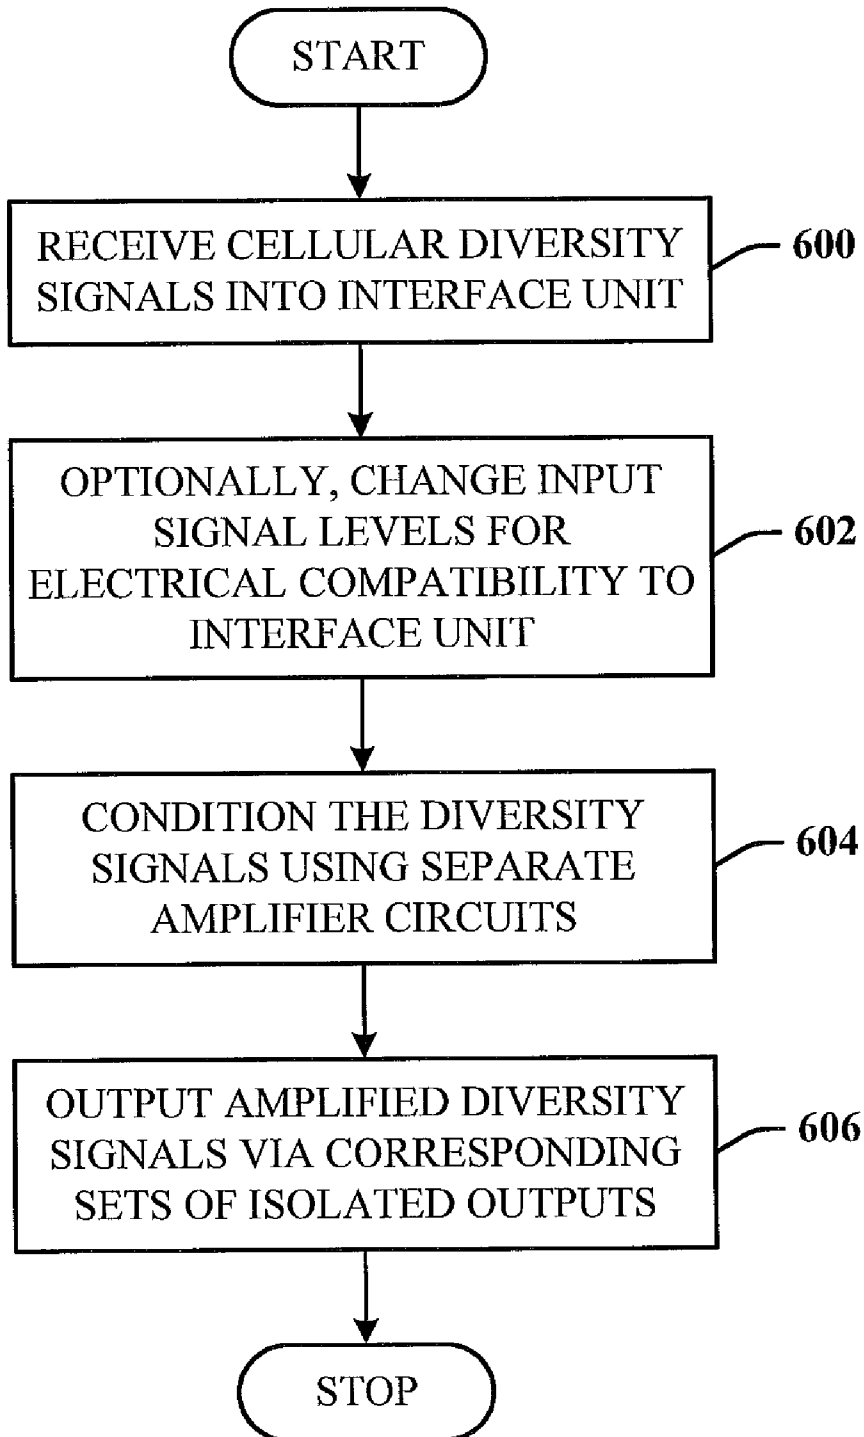 START
RECEIVE CELLULAR DIVERSITY
SIGNALS INTO INTERFACE UNIT
600
OPTIONALLY, CHANGE INPUT
SIGNAL LEVELS FOR
ELECTRICAL COMPATIBILITY TO
INTERFACE UNIT
602
CONDITION THE DIVERSITY
SIGNALS USING SEPARATE
AMPLIFIER CIRCUITS
604
OUTPUT AMPLIFIED DIVERSITY
SIGNALS VIA CORRESPONDING
SETS OF ISOLATED OUTPUTS
606
STOP